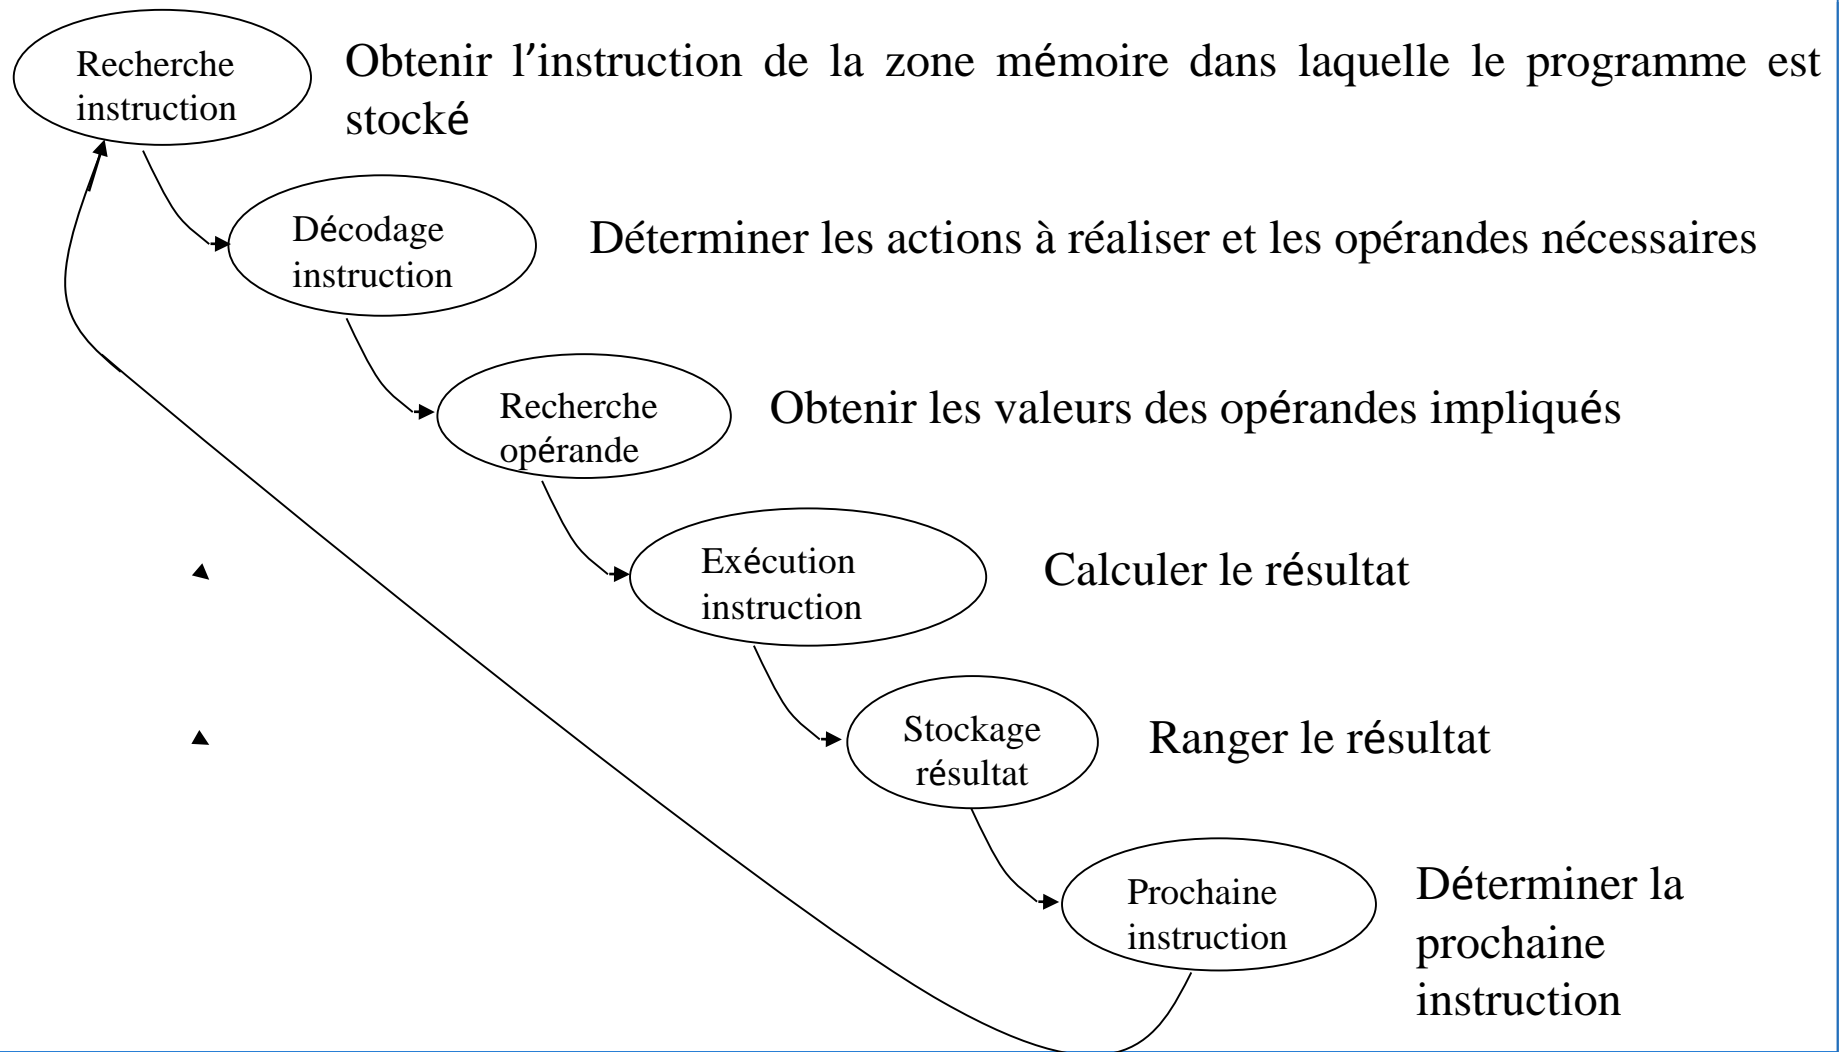 Recherche
instruction
Obtenir l’instruction de la zone mémoire dans laquelle le programme est
stocké
Décodage
instruction
Déterminer les actions à réaliser et les opérandes nécessaires
Recherche
opérande
Obtenir les valeurs des opérandes impliqués
Exécution
instruction
Calculer le résultat
Stockage
résultat
Ranger le résultat
Prochaine
instruction
Déterminer la
prochaine
instruction